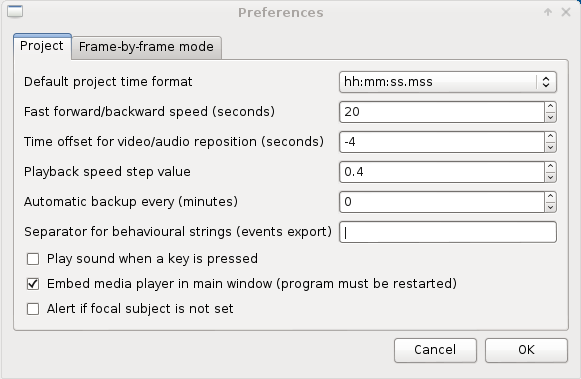 Preferences
Project
Frame-by-frame mode
Default project time format hh:mm:ss.mss
Fast forward/backward speed (seconds) 20
Time offset for video/audio reposition (seconds) -4
Playback speed step value 0.4
Automatic backup every (minutes) 0
Separator for behavioural strings (events export) |
Play sound when a key is pressed
Embed media player in main window (program must be restarted)
Alert if focal subject is not set
Cancel
OK